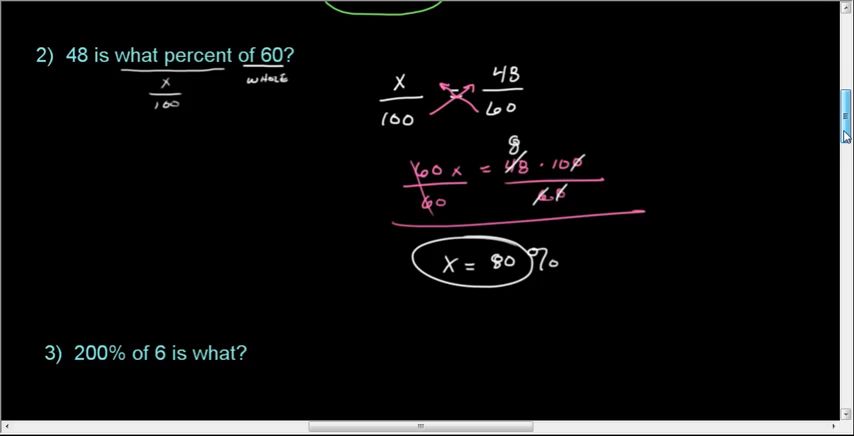 2) 48 is what percent of 60?
x
100
WHOLE
x = 48
100 60
8
60x = 48 · 100
60 60
x = 80 %
3) 200% of 6 is what?